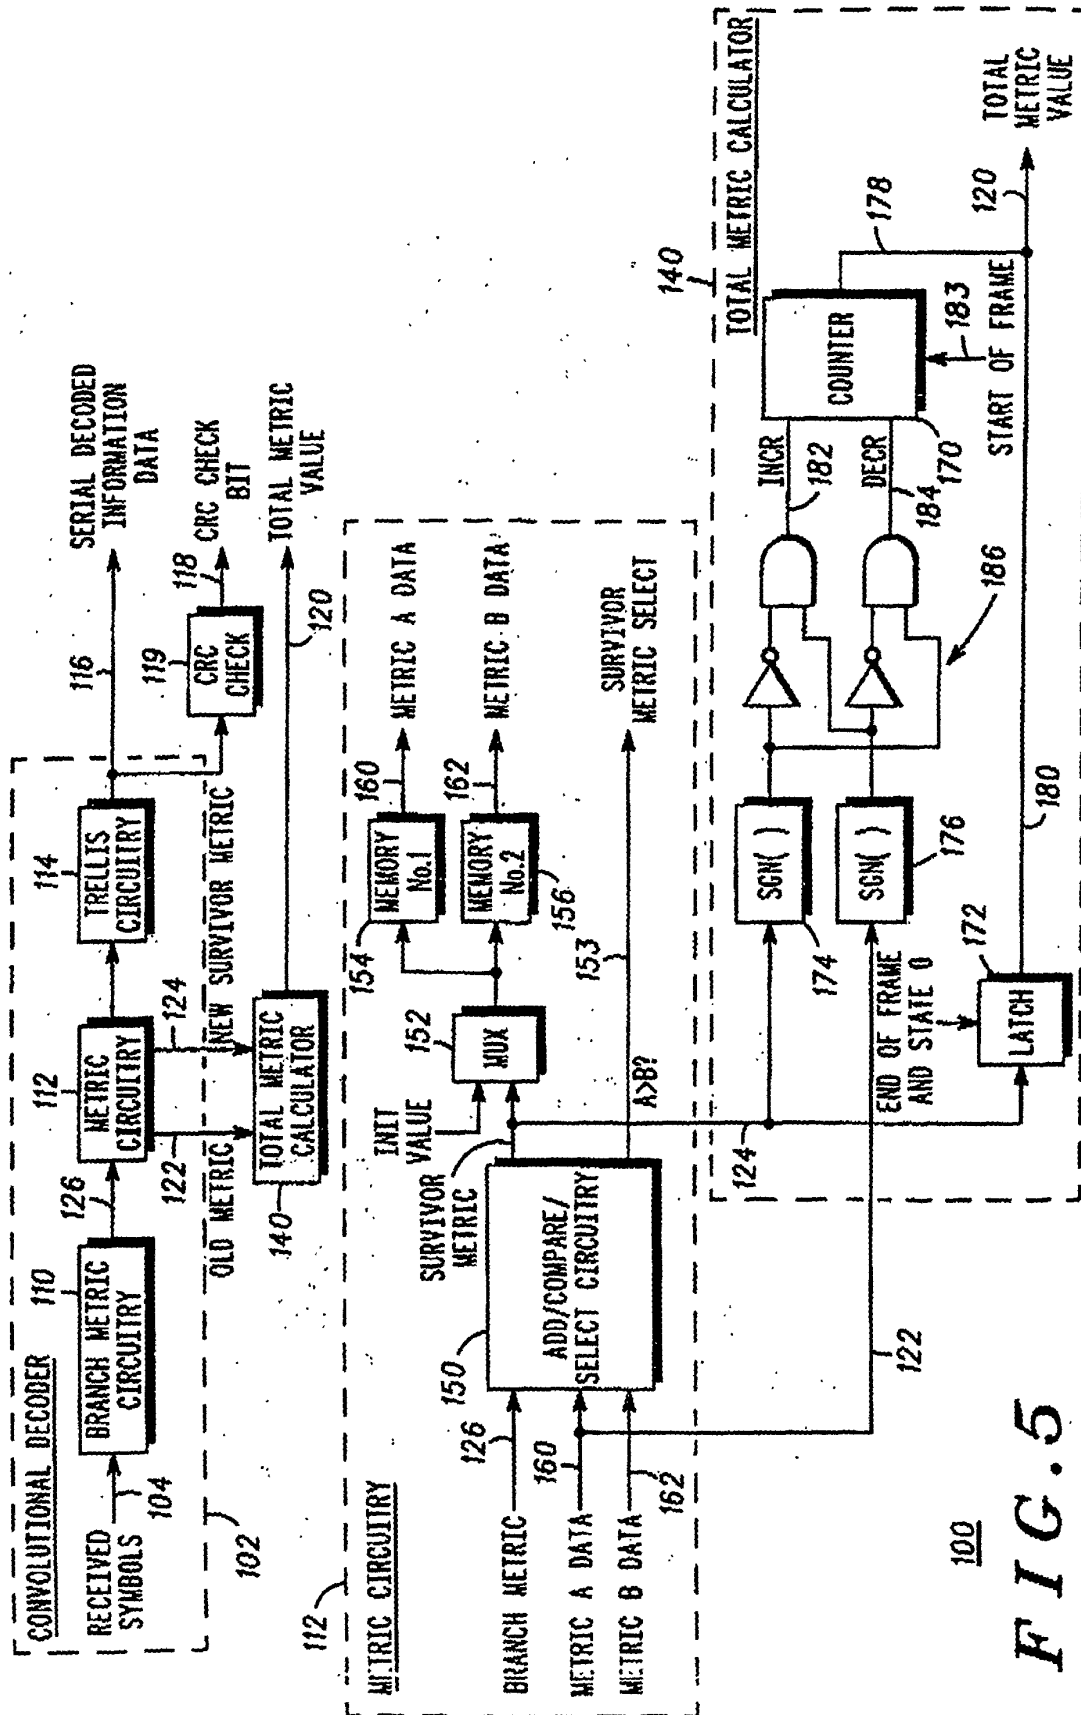 CONVOLUTIONAL DECODER
RECEIVED
SYMBOLS
104
102
110
BRANCH METRIC
CIRCUITRY
126
112
METRIC
CIRCUITRY
114
TRELLIS
CIRCUITRY
116
SERIAL DECODED
INFORMATION
DATA
119
CRC
CHECK
118
CRC CHECK
BIT
122
OLD METRIC
124
NEW SURVIVOR METRIC
140
TOTAL METRIC
CALCULATOR
120
TOTAL METRIC
VALUE
112
METRIC CIRCUITRY
BRANCH METRIC
126
METRIC A DATA
160
METRIC B DATA
162
150
ADD/COMPARE/
SELECT CIRCUITRY
SURVIVOR
METRIC
INIT
VALUE
152
MUX
154
MEMORY
No.1
160
METRIC A DATA
MEMORY
No.2
156
162
METRIC B DATA
A>B?
153
SURVIVOR
METRIC SELECT
122
124
140
TOTAL METRIC CALCULATOR
SGN( )
174
SGN( )
176
END OF FRAME
AND STATE 0
172
LATCH
180
186
INCR
182
DECR
184
COUNTER
170
183
START OF FRAME
178
120
TOTAL
METRIC
VALUE
100
FIG.5